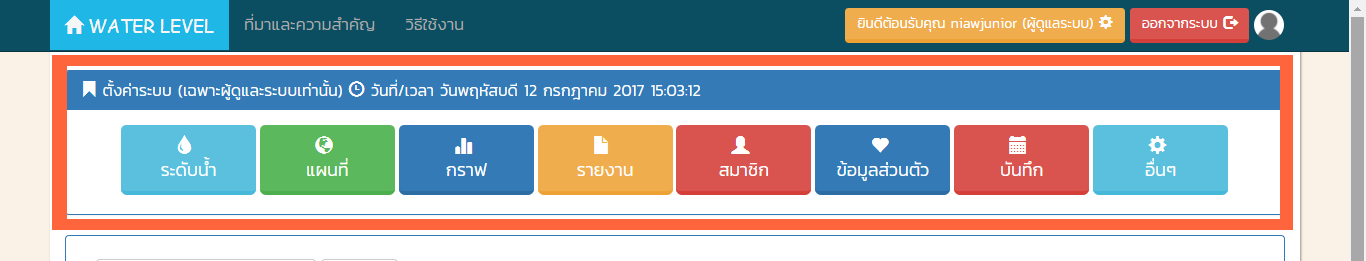 WATER LEVEL ที่มาและความสำคัญ วิธีใช้งาน ยินดีต้อนรับคุณ niawjunior (ผู้ดูแลระบบ) ออกจากระบบ
ตั้งค่าระบบ (เฉพาะผู้ดูและระบบเท่านั้น) วันที่/เวลา วันพฤหัสบดี 12 กรกฎาคม 2017 15:03:12
ระดับน้ำ แผนที่ กราฟ รายงาน สมาชิก ข้อมูลส่วนตัว บันทึก อื่นๆ